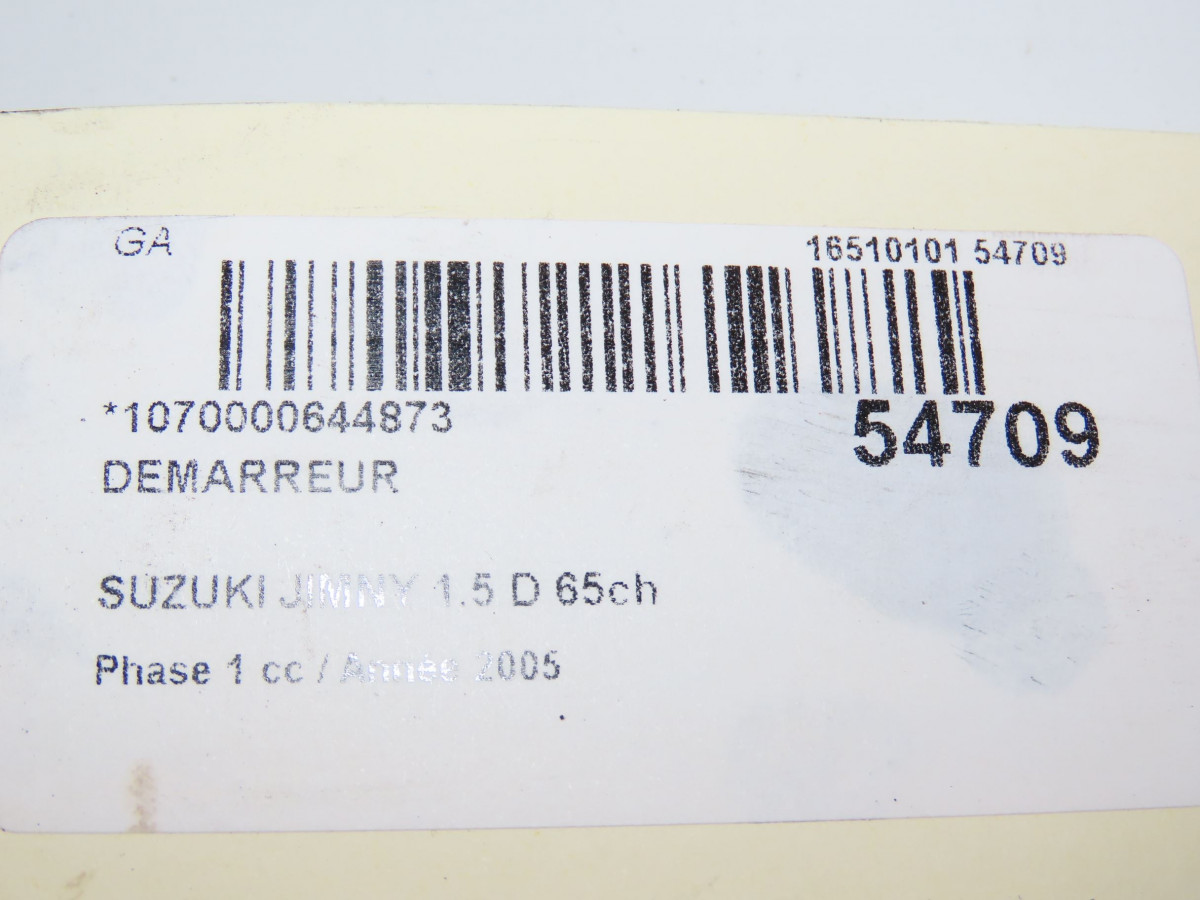 GA
16510101 54709
*1070000644873
54709
DEMARREUR
SUZUKI JIMNY 1.5 D 65ch
Phase 1 cc / Année 2005